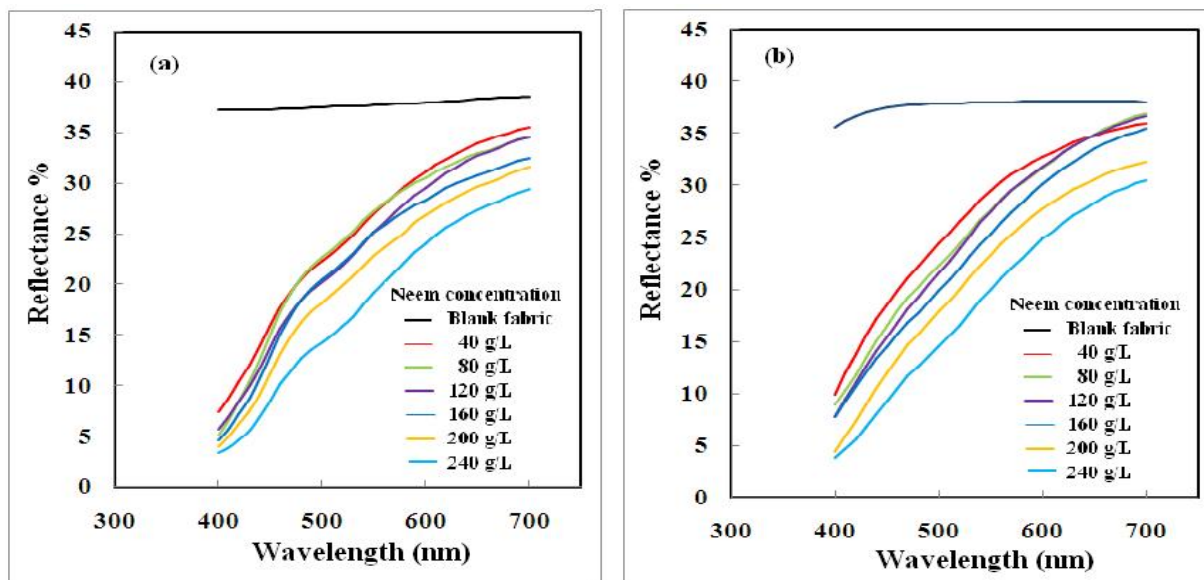 45
40
35
30
25
20
15
10
5
0
Reflectance %
(a)
Neem concentration
Blank fabric
40 g/L
80 g/L
120 g/L
160 g/L
200 g/L
240 g/L
300 400 500 600 700
Wavelength (nm)
45
40
35
30
25
20
15
10
5
0
Reflectance %
(b)
Neem concentration
Blank fabric
40 g/L
80 g/L
120 g/L
160 g/L
200 g/L
240 g/L
300 400 500 600 700
Wavelength (nm)